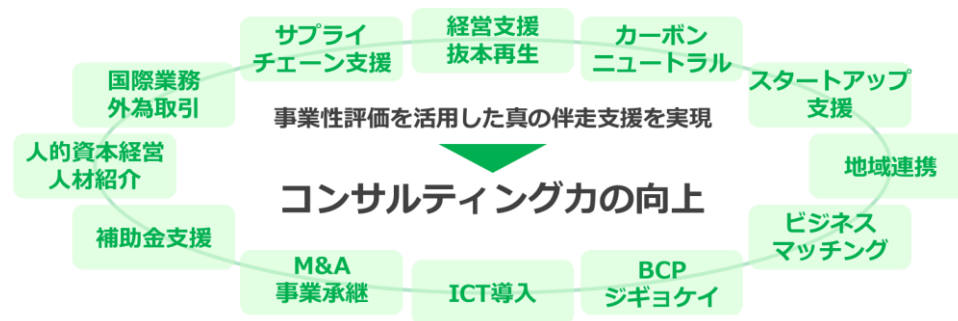 経営支援
抜本再生
カーボン
ニュートラル
スタートアップ
支援
地域連携
ビジネス
マッチング
BCP
ジギョケイ
ICT導入
M&A
事業承継
補助金支援
人的資本経営
人材紹介
国際業務
外為取引
サプライ
チェーン支援
事業性評価を活用した真の伴走支援を実現
コンサルティング力の向上